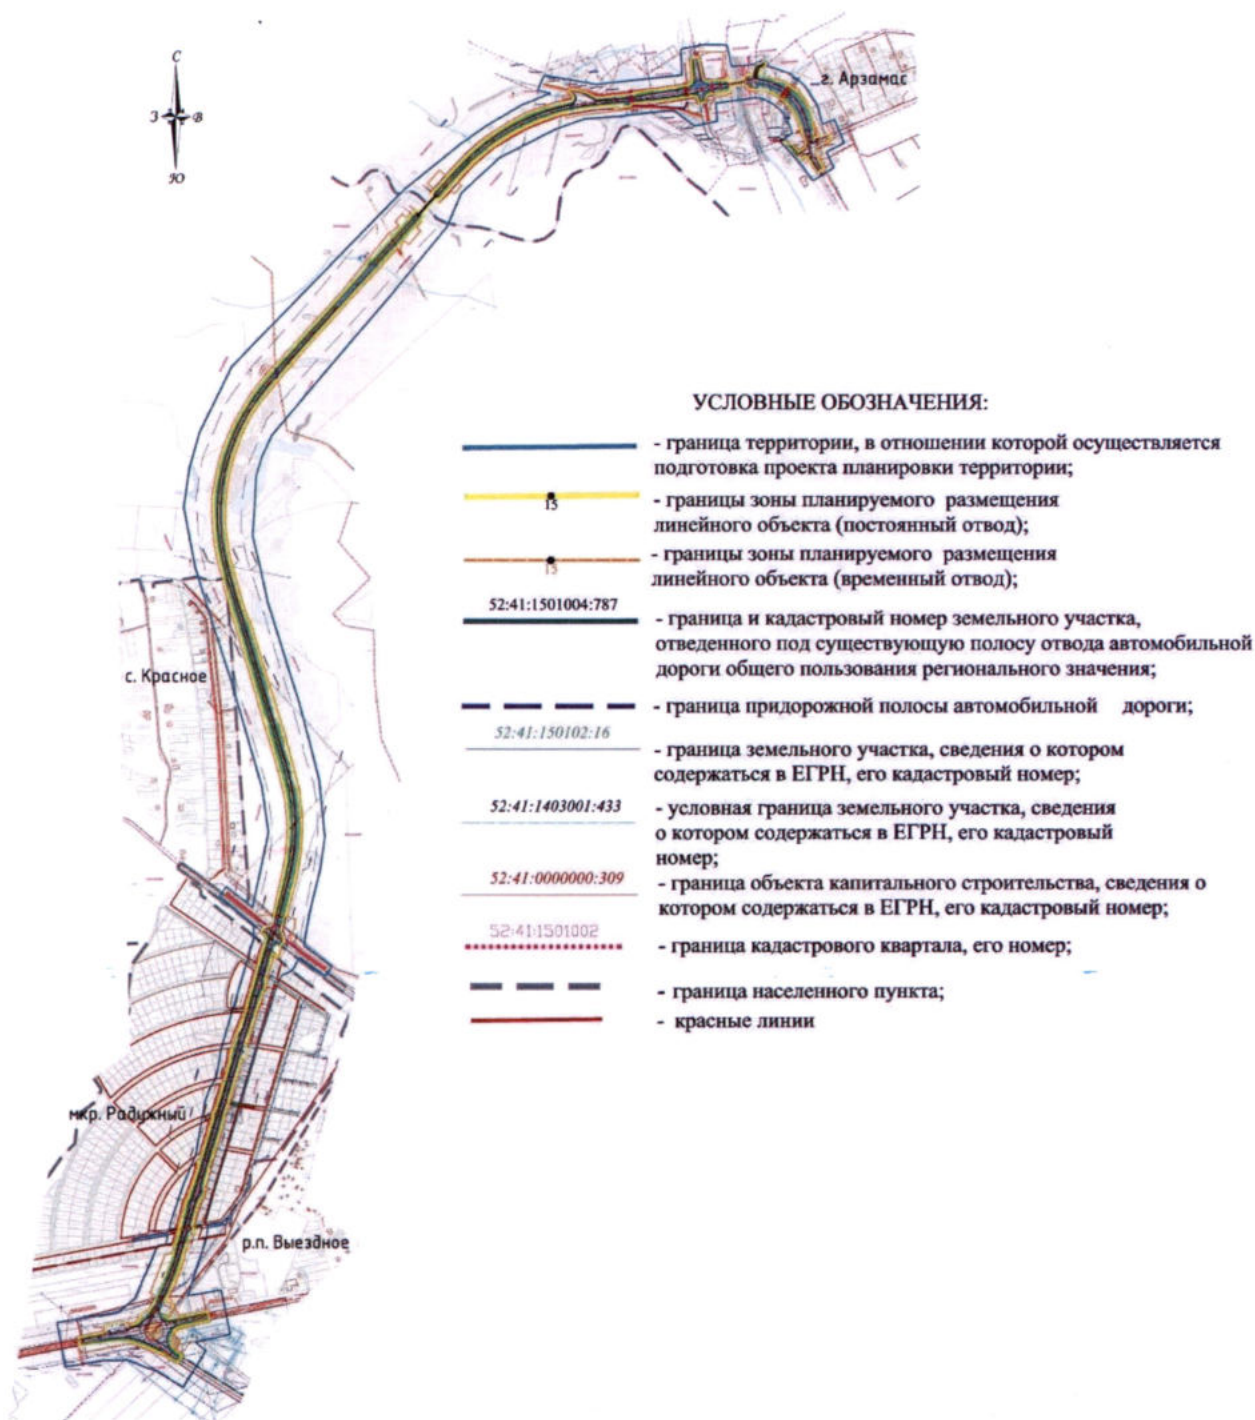 С
З В
Ю
г. Арзамас
УСЛОВНЫЕ ОБОЗНАЧЕНИЯ:
- граница территории, в отношении которой осуществляется
подготовка проекта планировки территории;
- границы зоны планируемого размещения
15
линейного объекта (постоянный отвод);
- границы зоны планируемого размещения
15
линейного объекта (временный отвод);
52:41:1501004:787
- граница и кадастровый номер земельного участка,
отведенного под существующую полосу отвода автомобильной
дороги общего пользования регионального значения;
с. Красное
- граница придорожной полосы автомобильной дороги;
52:41:150102:16
- граница земельного участка, сведения о котором
содержаться в ЕГРН, его кадастровый номер;
52:41:1403001:433
- условная граница земельного участка, сведения
о котором содержаться в ЕГРН, его кадастровый
номер;
52:41:0000000:309
- граница объекта капитального строительства, сведения о
котором содержаться в ЕГРН, его кадастровый номер;
52:41:1501002
- граница кадастрового квартала, его номер;
- граница населенного пункта;
- красные линии
мкр. Радужный
р.п. Выездное